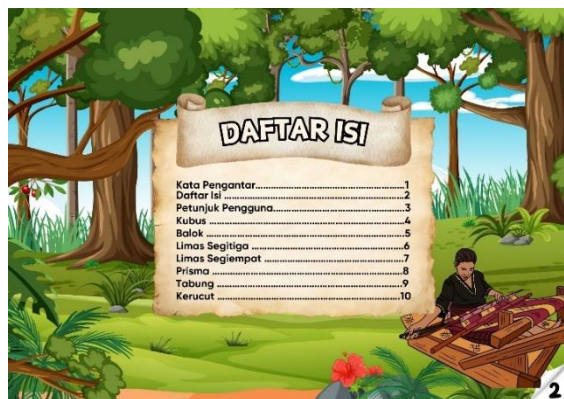 DAFTAR ISI
Kata Pengantar.......................................................1
Daftar Isi .................................................................2
Petunjuk Pengguna................................................3
Kubus .......................................................................4
Balok ........................................................................5
Limas Segitiga .........................................................6
Limas Segiempat ....................................................7
Prisma ......................................................................8
Tabung .....................................................................9
Kerucut ...................................................................10
2